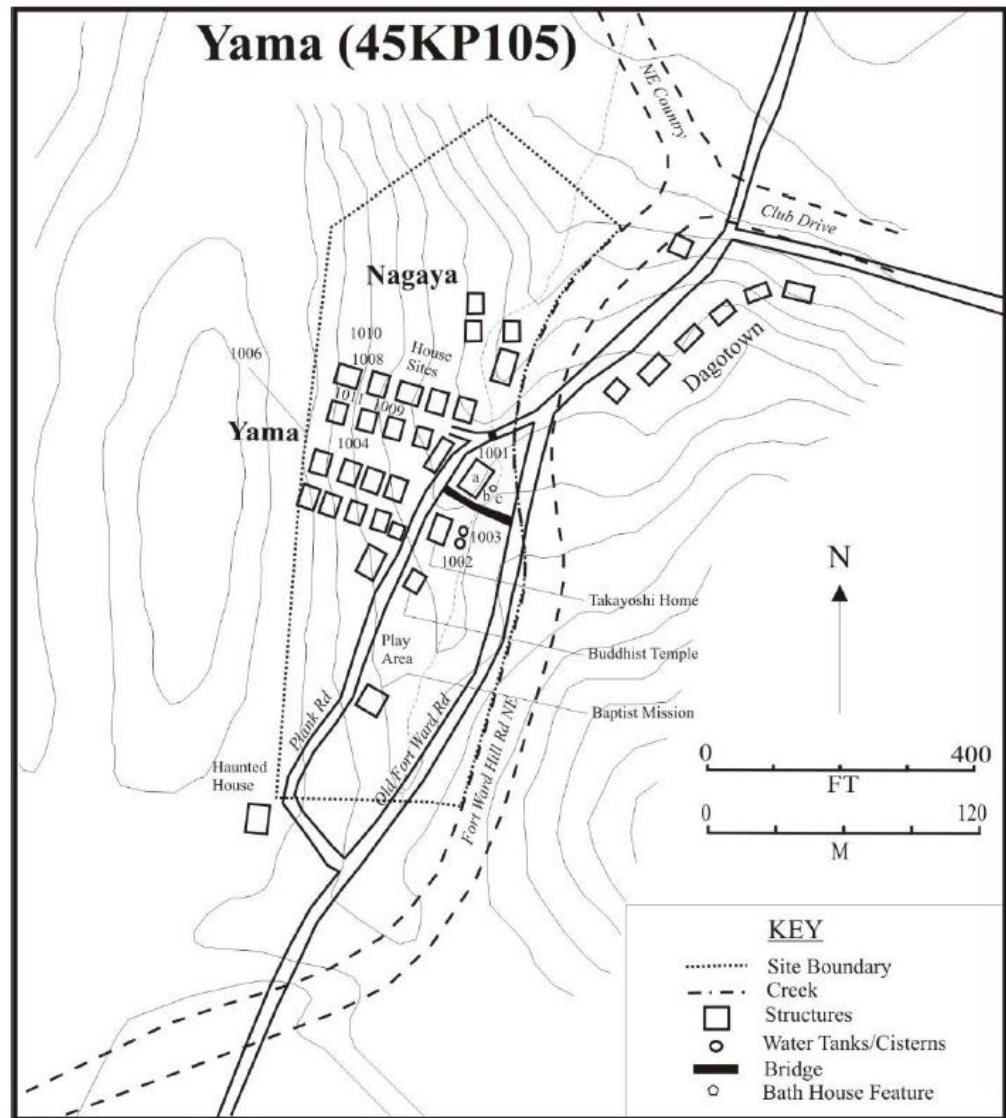 Yama (45KP105)
NE Country
Club Drive
Nagaya
1010
1006
1008
House
Sites
Dagotown
1011
1009
Yama
1004
1001
a
b
c
1003
1002
N
Takayoshi Home
Play
Area
Buddhist Temple
Baptist Mission
Plank Rd
Old Fort Ward Rd
Fort Ward Hill Rd NE
Haunted
House
0 400
FT
0 120
M
KEY
Site Boundary
Creek
Structures
Water Tanks/Cisterns
Bridge
Bath House Feature